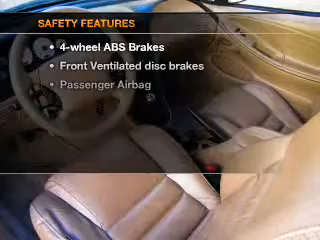 SAFETY FEATURES
• 4-wheel ABS Brakes
• Front Ventilated disc brakes
• Passenger Airbag